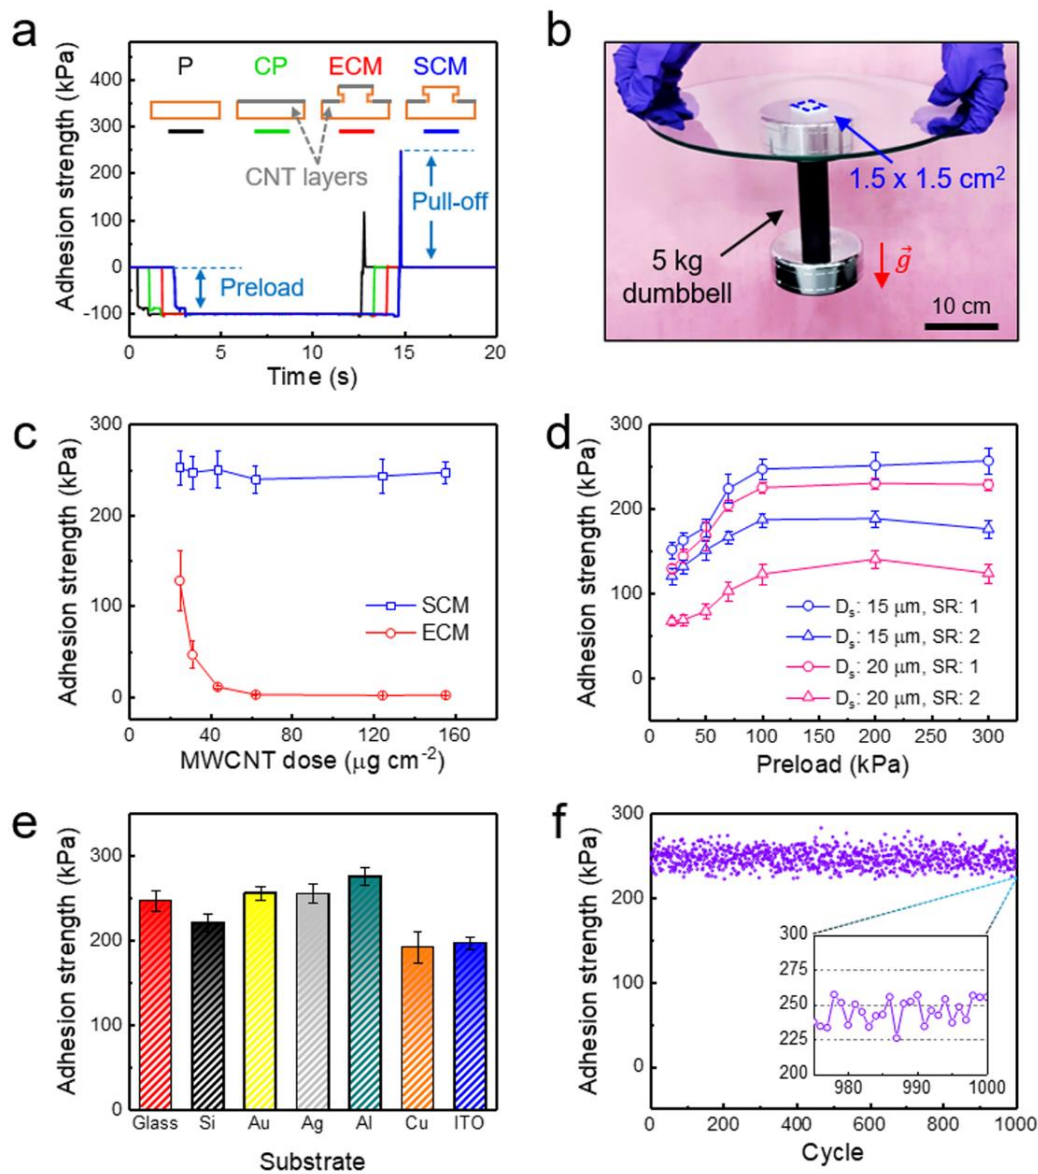 a
Adhesion strength (kPa)
400
300
200
100
0
-100
P
CP
ECM
SCM
CNT layers
Pull-off
Preload
0
5
10
15
20
Time (s)
b
1.5 x 1.5 cm²
5 kg
dumbbell
g⃗
10 cm
c
Adhesion strength (kPa)
300
200
100
0
SCM
ECM
0
40
80
120
160
MWCNT dose (μg cm⁻²)
d
Adhesion strength (kPa)
300
200
100
0
Dₛ: 15 μm, SR: 1
Dₛ: 15 μm, SR: 2
Dₛ: 20 μm, SR: 1
Dₛ: 20 μm, SR: 2
0
50
100
150
200
250
300
Preload (kPa)
e
Adhesion strength (kPa)
300
200
100
0
Glass
Si
Au
Ag
Al
Cu
ITO
Substrate
f
Adhesion strength (kPa)
300
200
100
0
300
275
250
225
200
980
990
1000
0
200
400
600
800
1000
Cycle